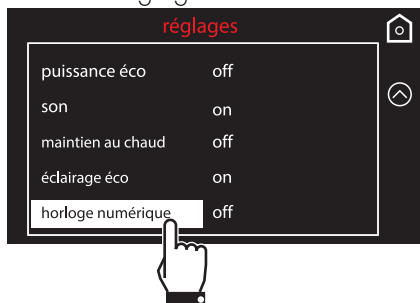 réglages
puissance éco off
son on
maintien au chaud off
éclairage éco on
horloge numérique off